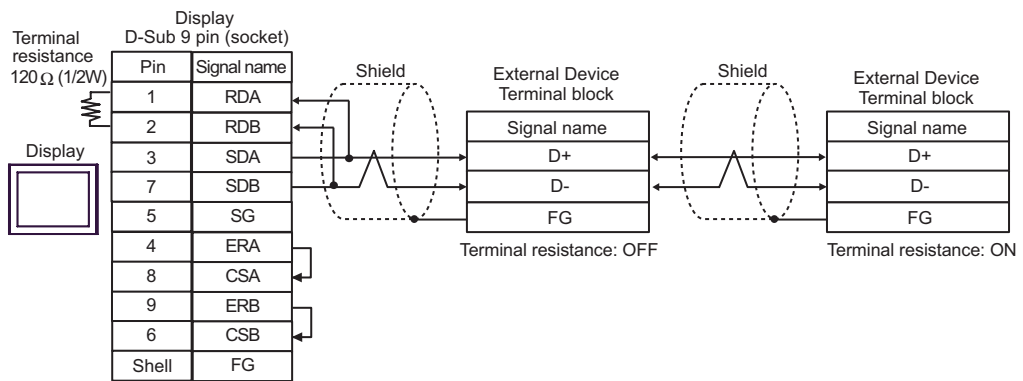 Terminal
resistance
120Ω (1/2W)
Display
Display
D-Sub 9 pin (socket)
Pin Signal name
1 RDA
2 RDB
3 SDA
7 SDB
5 SG
4 ERA
8 CSA
9 ERB
6 CSB
Shell FG
Shield
External Device
Terminal block
Signal name
D+
D-
FG
Terminal resistance: OFF
Shield
External Device
Terminal block
Signal name
D+
D-
FG
Terminal resistance: ON